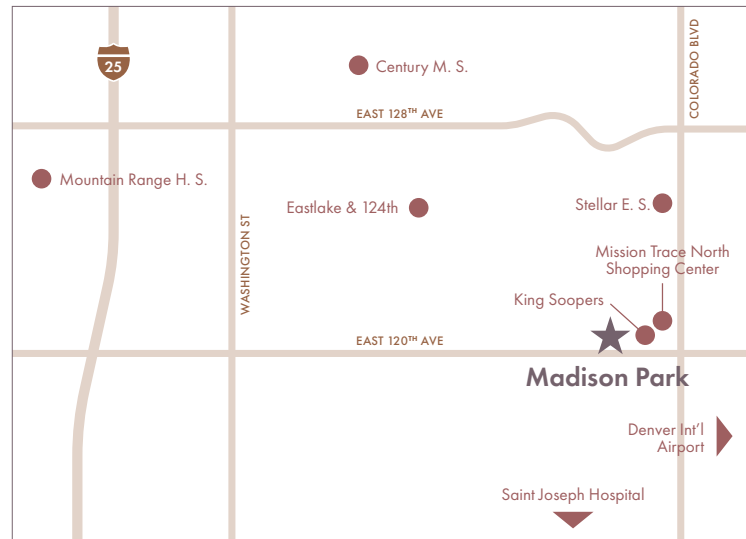 25
Century M. S.
COLORADO BLVD
EAST 128TH AVE
Mountain Range H. S.
Eastlake & 124th
Stellar E. S.
WASHINGTON ST
Mission Trace North
Shopping Center
King Soopers
EAST 120TH AVE
Madison Park
Denver Int'l
Airport
Saint Joseph Hospital